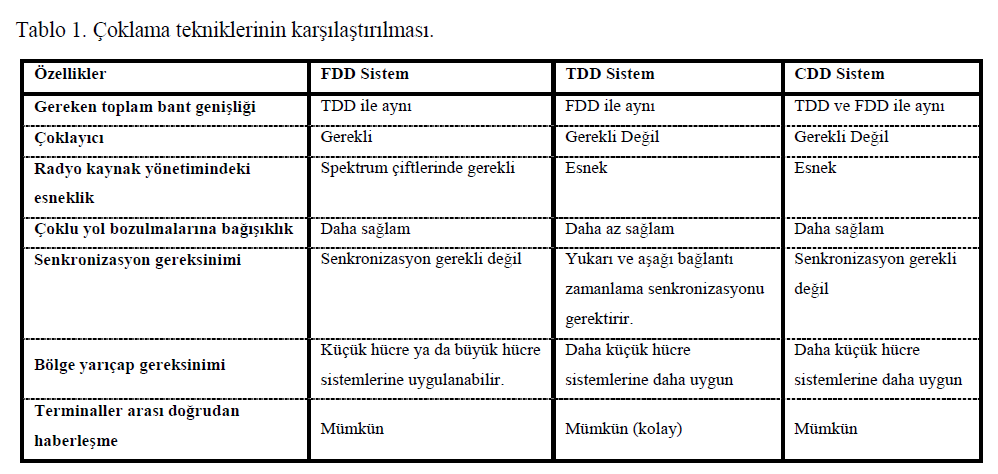 Tablo 1. Çoklama tekniklerinin karşılaştırılması.
Özellikler FDD Sistem TDD Sistem CDD Sistem
Gereken toplam bant genişliği TDD ile aynı FDD ile aynı TDD ve FDD ile aynı
Çoklayıcı Gerekli Gerekli Değil Gerekli Değil
Radyo kaynak yönetimindeki Spektrum çiftlerinde gerekli Esnek Esnek
esneklik
Çoklu yol bozulmalarına bağışıklık Daha sağlam Daha az sağlam Daha sağlam
Senkronizasyon gereksinimi Senkronizasyon gerekli değil Yukarı ve aşağı bağlantı Senkronizasyon gerekli
zamanlama senkronizasyonu değil
gerektirir.
Bölge yarıçap gereksinimi Küçük hücre ya da büyük hücre Daha küçük hücre Daha küçük hücre
sistemlerine uygulanabilir. sistemlerine daha uygun sistemlerine daha uygun
Terminaller arası doğrudan
haberleşme Mümkün Mümkün (kolay) Mümkün